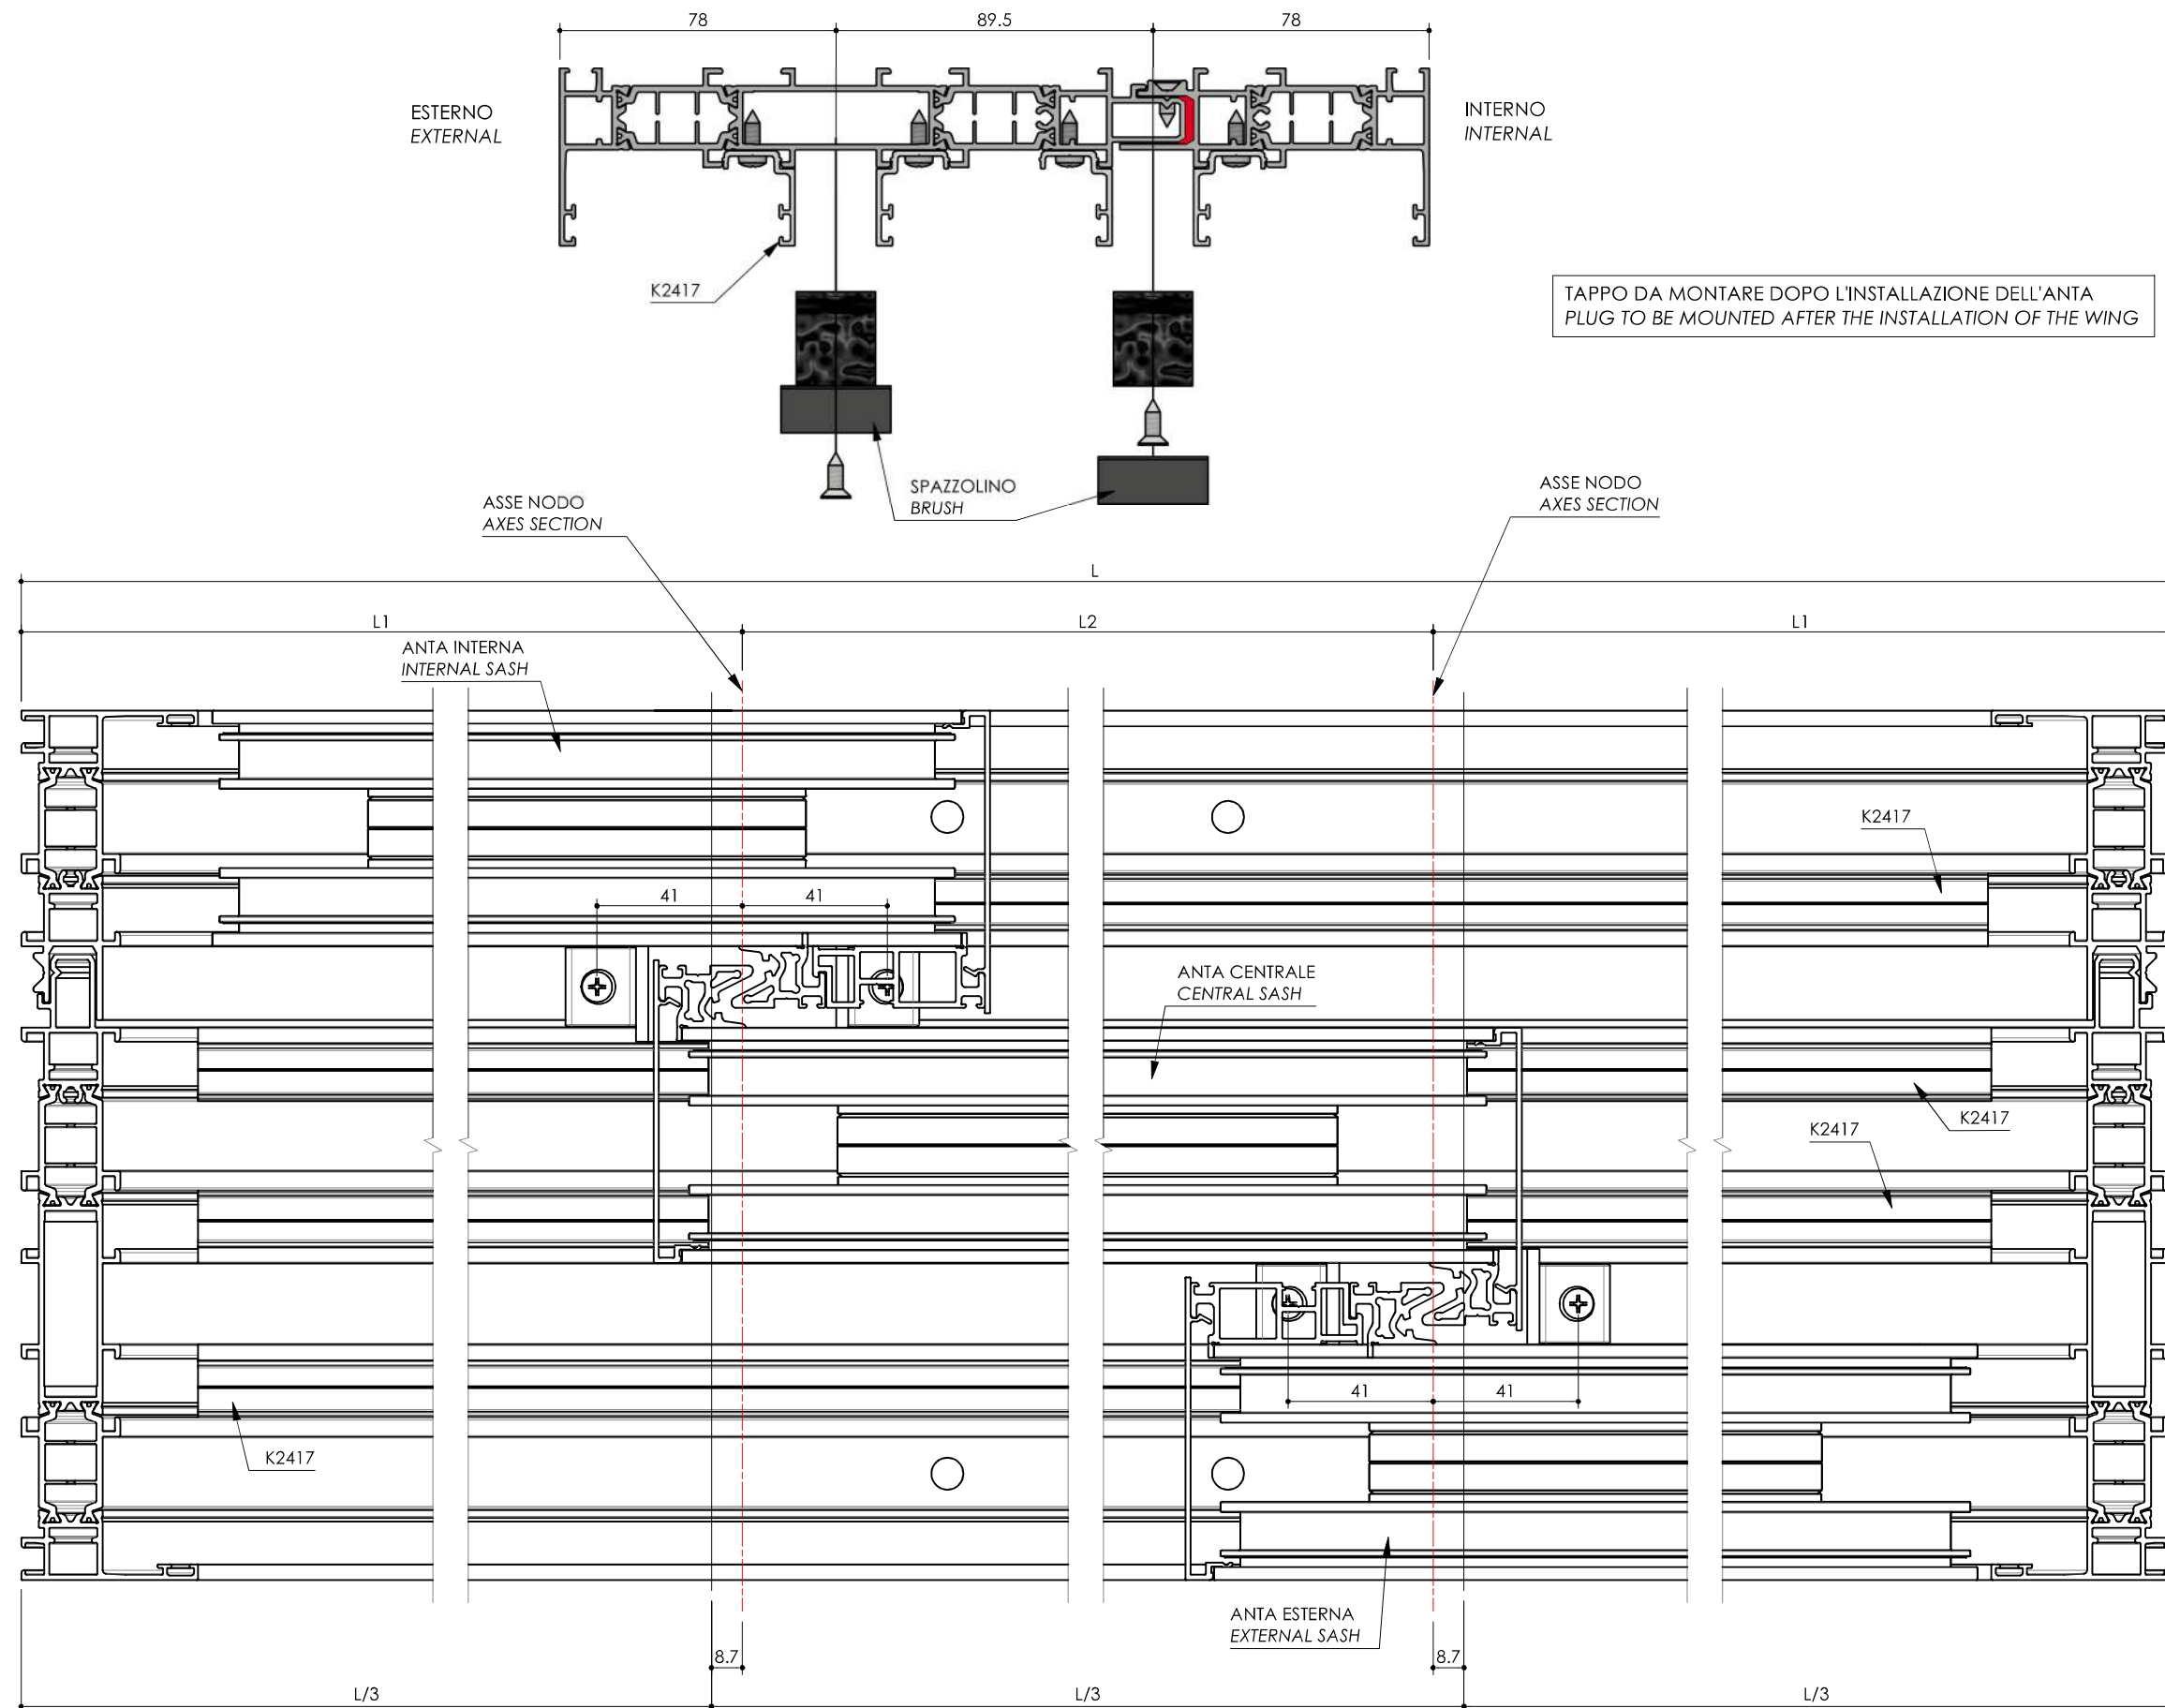 78
89.5
78
ESTERNO
EXTERNAL
INTERNO
INTERNAL
K2417
TAPPO DA MONTARE DOPO L'INSTALLAZIONE DELL'ANTA
PLUG TO BE MOUNTED AFTER THE INSTALLATION OF THE WING
SPAZZOLINO
BRUSH
ASSE NODO
AXES SECTION
ASSE NODO
AXES SECTION
L
L1
L2
L1
ANTA INTERNA
INTERNAL SASH
K2417
41
41
ANTA CENTRALE
CENTRAL SASH
K2417
K2417
41
41
K2417
ANTA ESTERNA
EXTERNAL SASH
8.7
8.7
L/3
L/3
L/3